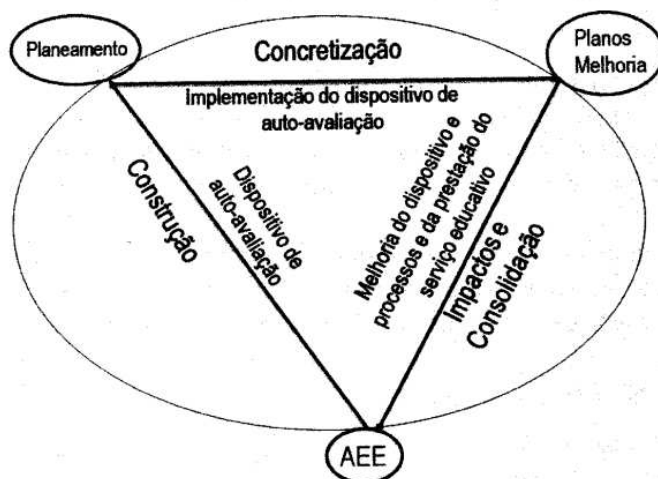 Planeamento
Concretização
Planos
Melhoria
Implementação do dispositivo de
auto-avaliação
Construção
Dispositivo de
auto-avaliação
Melhoria do dispositivo e
processos e da prestação do
serviço educativo
Impactos e
Consolidação
AEE